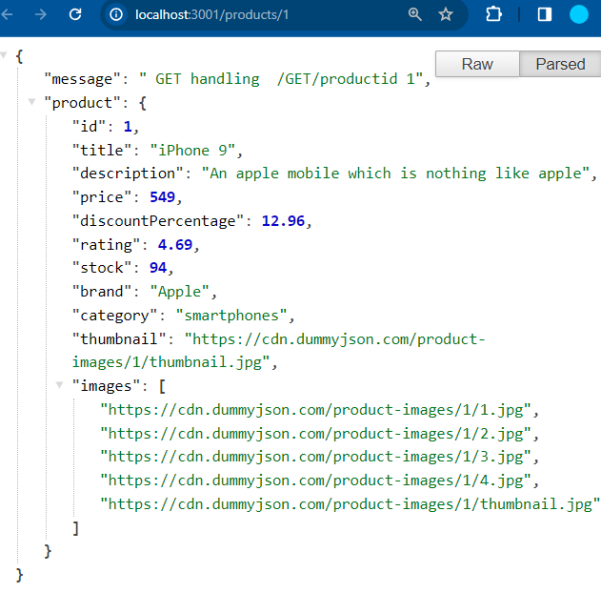 localhost:3001/products/1
{
Raw Parsed
"message": " GET handling  /GET/productid 1",
"product": {
"id": 1,
"title": "iPhone 9",
"description": "An apple mobile which is nothing like apple",
"price": 549,
"discountPercentage": 12.96,
"rating": 4.69,
"stock": 94,
"brand": "Apple",
"category": "smartphones",
"thumbnail": "https://cdn.dummyjson.com/product-
images/1/thumbnail.jpg",
"images": [
"https://cdn.dummyjson.com/product-images/1/1.jpg",
"https://cdn.dummyjson.com/product-images/1/2.jpg",
"https://cdn.dummyjson.com/product-images/1/3.jpg",
"https://cdn.dummyjson.com/product-images/1/4.jpg",
"https://cdn.dummyjson.com/product-images/1/thumbnail.jpg"
]
}
}